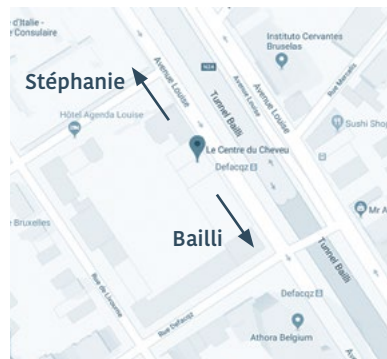 d'Italie -
Consulaire
Instituto Cervantes
Bruselas
Avenue Louise
N24
Avenue Louise
Rue Mercelis
Stéphanie
Hôtel Agenda Louise
Tunnel Bailli
Avenue Louise
Sushi Shop
Le Centre du Cheveu
Defacqz
Mr A
Bruxelles
Bailli
Tunnel Bailli
Rue de Livourne
Defacqz
Rue Defacqz
Athora Belgium